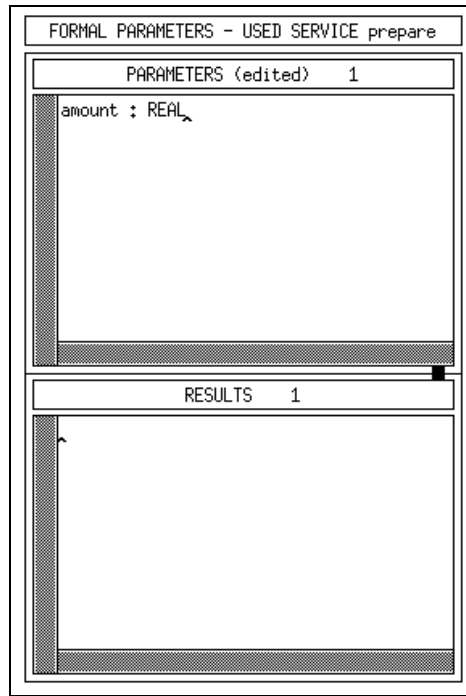 FORMAL PARAMETERS - USED SERVICE prepare
PARAMETERS (edited) 1
amount : REAL
RESULTS 1